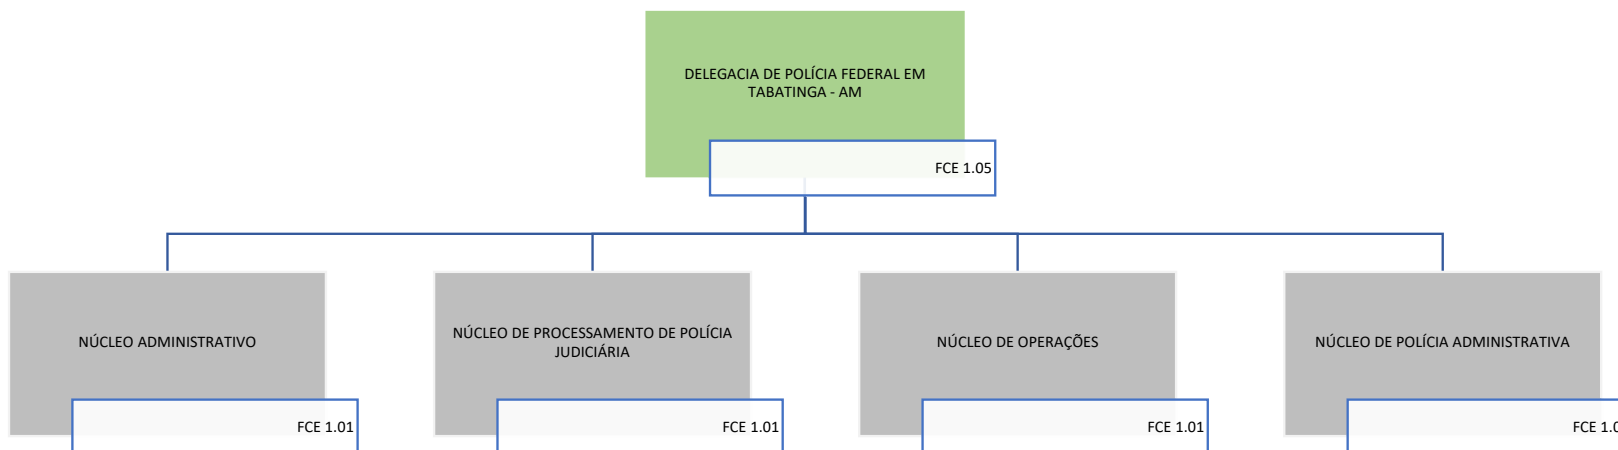 DELEGACIA DE POLÍCIA FEDERAL EM
TABATINGA - AM
FCE 1.05
NÚCLEO ADMINISTRATIVO
FCE 1.01
NÚCLEO DE PROCESSAMENTO DE POLÍCIA
JUDICIÁRIA
FCE 1.01
NÚCLEO DE OPERAÇÕES
FCE 1.01
NÚCLEO DE POLÍCIA ADMINISTRATIVA
FCE